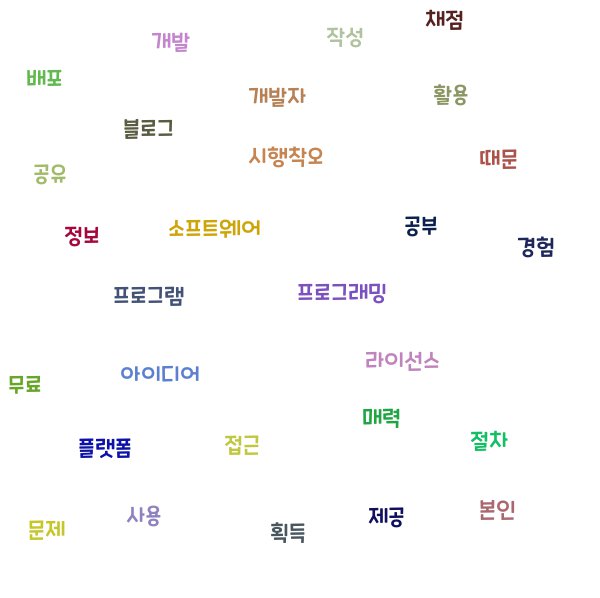 채점
개발
작성
배포
개발자
활용
블로그
시행착오
때문
공유
정보
소프트웨어
공부
경험
프로그램
프로그래밍
라이선스
무료
아이디어
매력
플랫폼
접근
절차
문제
사용
획득
제공
본인